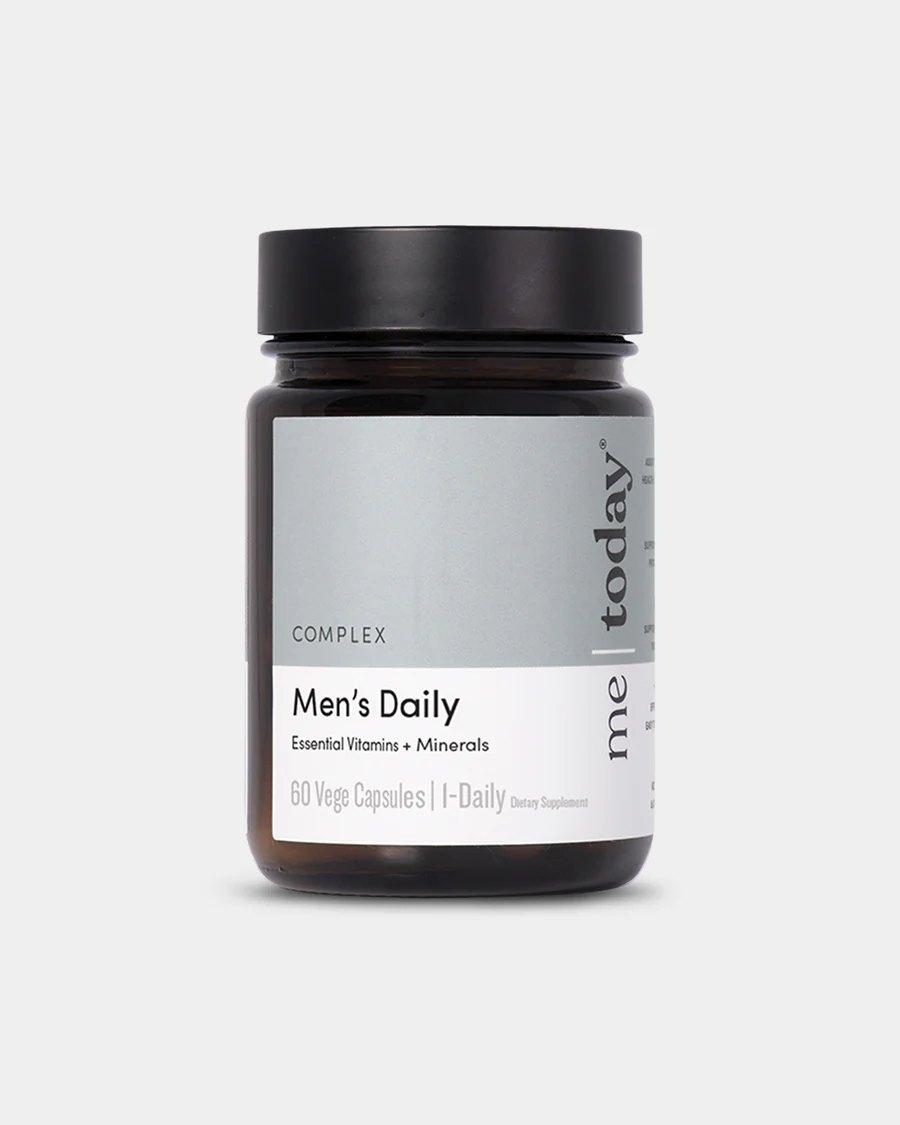 COMPLEX
Men's Daily
Essential Vitamins + Minerals
60 Vege Capsules | 1-Daily Dietary Supplement
me | today®